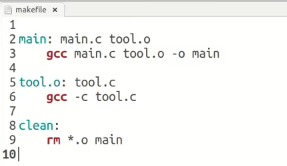 makefile ×
1
2 main: main.c tool.o
3     gcc main.c tool.o -o main
4
5 tool.o: tool.c
6     gcc -c tool.c
7
8 clean:
9     rm *.o main
10